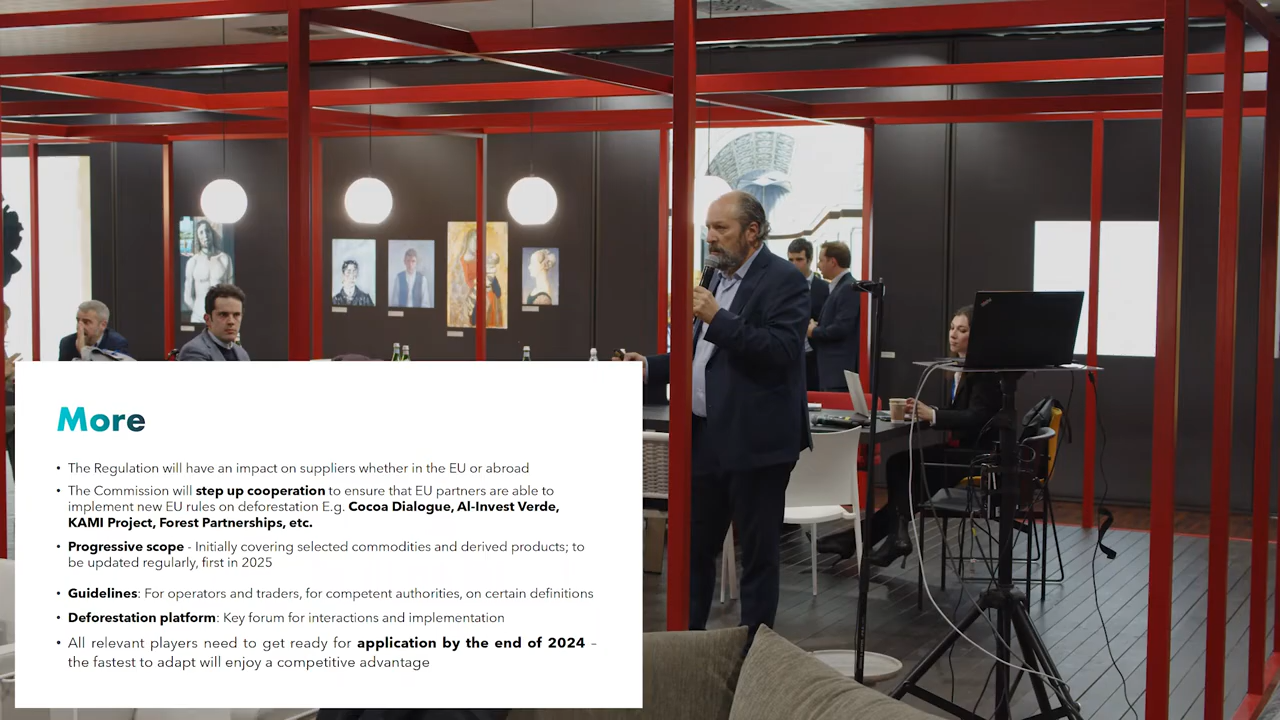 More
• The Regulation will have an impact on suppliers whether in the EU or abroad
• The Commission will step up cooperation to ensure that EU partners are able to
implement new EU rules on deforestation E.g. Cocoa Dialogue, Al-Invest Verde,
KAMI Project, Forest Partnerships, etc.
• Progressive scope - Initially covering selected commodities and derived products; to
be updated regularly, first in 2025
• Guidelines: For operators and traders, for competent authorities, on certain definitions
• Deforestation platform: Key forum for interactions and implementation
• All relevant players need to get ready for application by the end of 2024 –
the fastest to adapt will enjoy a competitive advantage